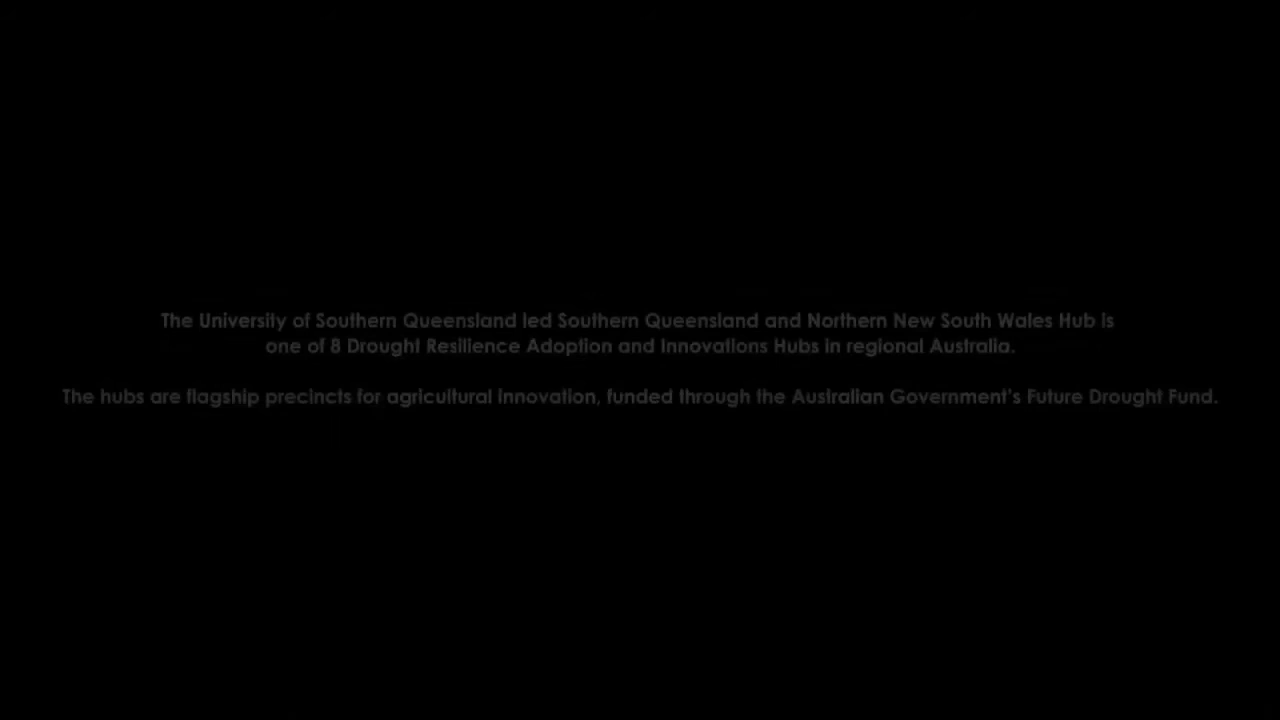 The University of Southern Queensland led Southern Queensland and Northern New South Wales Hub is
one of 8 Drought Resilience Adoption and Innovations Hubs in regional Australia.
The hubs are flagship precincts for agricultural innovation, funded through the Australian Government's Future Drought Fund.